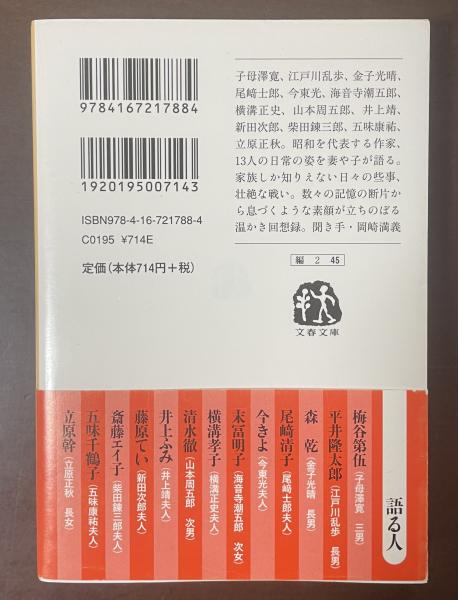 9784167217884
1920195007143
ISBN978-4-16-721788-4
C0195 ¥714E
定価(本体714円+税)
子母澤寛、江戸川乱歩、金子光晴、
尾﨑士郎、今東光、海音寺潮五郎、
横溝正史、山本周五郎、井上靖、
新田次郎、柴田錬三郎、五味康祐、
立原正秋。昭和を代表する作家、
13人の日常の姿を妻や子が語る。
家族しか知りえない日々の些事、
壮絶な戦い。数々の記憶の断片か
ら息づくような素顔が立ちのぼる
温かき回想録。聞き手・岡崎満義
編 2 45
文春文庫
語る人
梅谷第伍(子母澤寛 三男)
平井隆太郎(江戸川乱歩 長男)
森 乾(金子光晴 長男)
尾﨑清子(尾﨑士郎夫人)
今きよ(今東光夫人)
末冨明子(海音寺潮五郎 次女)
横溝孝子(横溝正史夫人)
清水徹(山本周五郎 次男)
井上ふみ(井上靖夫人)
藤原てい(新田次郎夫人)
斎藤エイ子(柴田錬三郎夫人)
五味千鶴子(五味康祐夫人)
立原幹(立原正秋 長女)